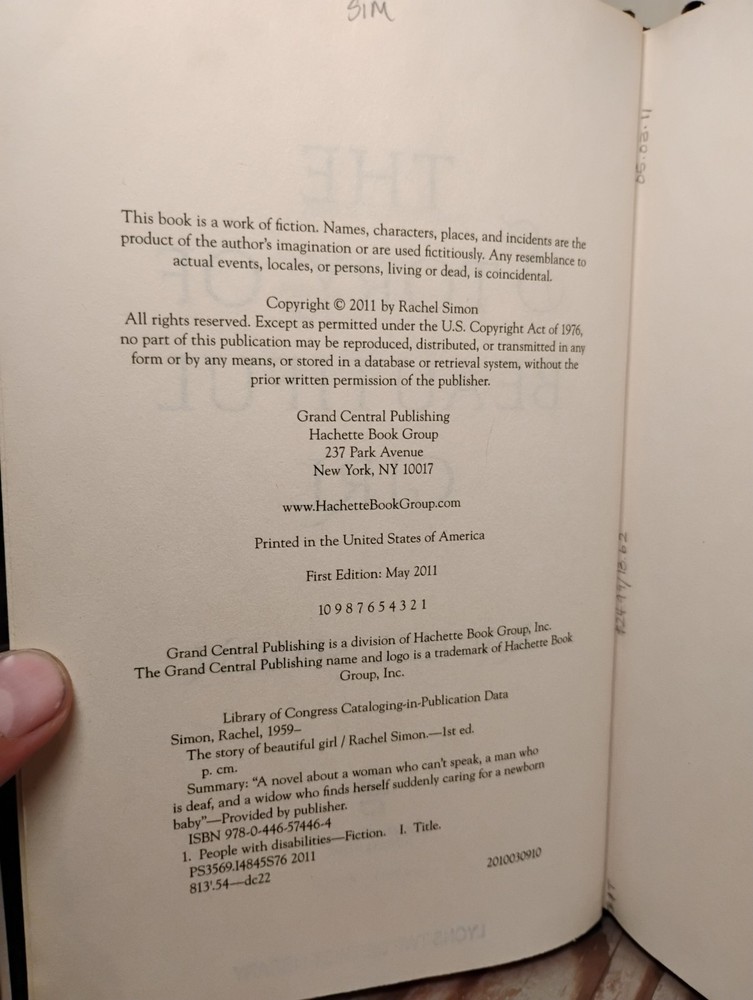 SIM
This book is a work of fiction. Names, characters, places, and incidents are the
product of the author's imagination or are used fictitiously. Any resemblance to
actual events, locales, or persons, living or dead, is coincidental.
Copyright © 2011 by Rachel Simon
All rights reserved. Except as permitted under the U.S. Copyright Act of 1976,
no part of this publication may be reproduced, distributed, or transmitted in any
form or by any means, or stored in a database or retrieval system, without the
prior written permission of the publisher.
Grand Central Publishing
Hachette Book Group
237 Park Avenue
New York, NY 10017
www.HachetteBookGroup.com
Printed in the United States of America
First Edition: May 2011
10 9 8 7 6 5 4 3 2 1
Grand Central Publishing is a division of Hachette Book Group, Inc.
The Grand Central Publishing name and logo is a trademark of Hachette Book
Group, Inc.
Library of Congress Cataloging-in-Publication Data
Simon, Rachel, 1959–
The story of beautiful girl / Rachel Simon.—1st ed.
p. cm.
Summary: "A novel about a woman who can't speak, a man who
is deaf, and a widow who finds herself suddenly caring for a newborn
baby"—Provided by publisher.
ISBN 978-0-446-57446-4
1. People with disabilities—Fiction. I. Title.
PS3569.I4845S76 2011
813'.54—dc22
2010030910
05.03.11